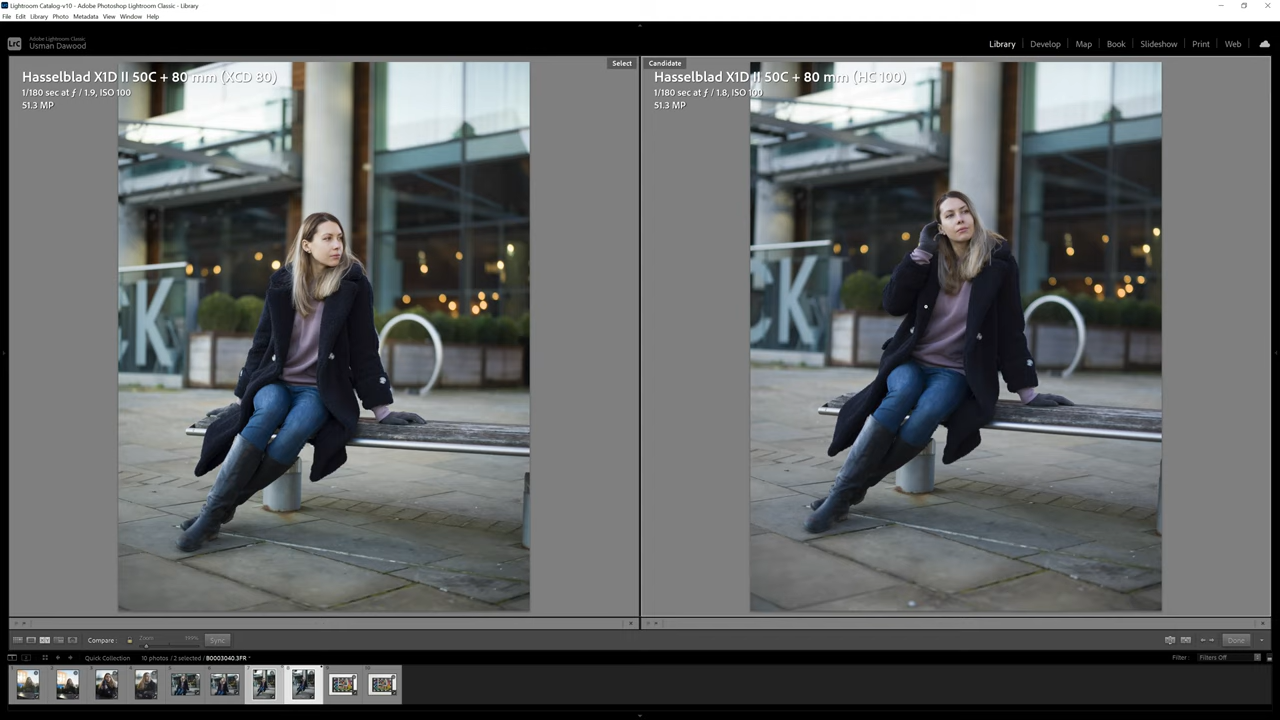 Lightroom Catalog-v10 - Adobe Photoshop Lightroom Classic - Library
File Edit Library Photo Metadata View Window Help
LrC
Adobe Lightroom Classic
Usman Dawood
Library Develop Map Book Slideshow Print Web
Hasselblad X1D II 50C + 80 mm (XCD 80)
1/180 sec at ƒ / 1.9, ISO 100
51.3 MP
Select
Candidate
Hasselblad X1D II 50C + 80 mm (HC 100)
1/180 sec at ƒ / 1.8, ISO 100
51.3 MP
CK
CK
Compare :
Zoom
Sync
Done
Quick Collection
10 photos / 2 selected / B0003040.3FR
Filter :
Filters Off